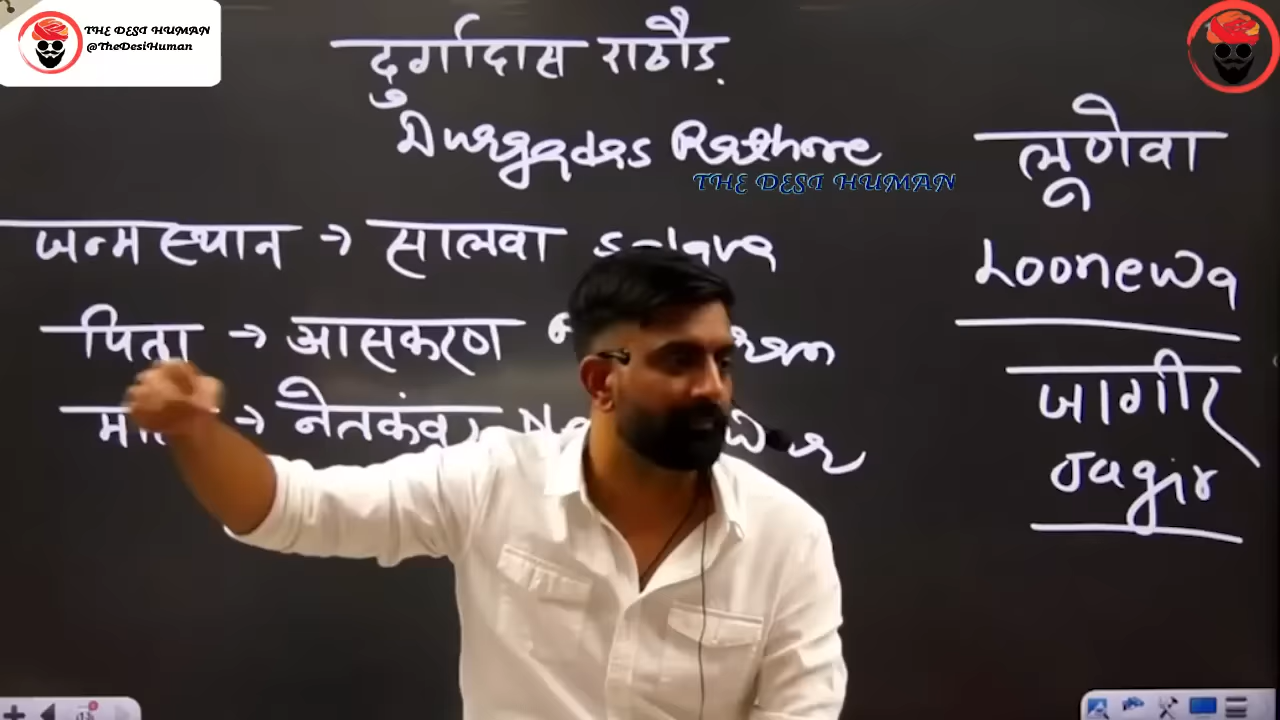 THE DESI HUMAN
@TheDesiHuman
दुर्गादास राठौड़
Durgadas Rathore
THE DESI HUMAN
जन्म स्थान → सालवा
पिता → आसकरण
→ नेतकंवर
लूणेवा
Loonewa
जागीर
Jagir